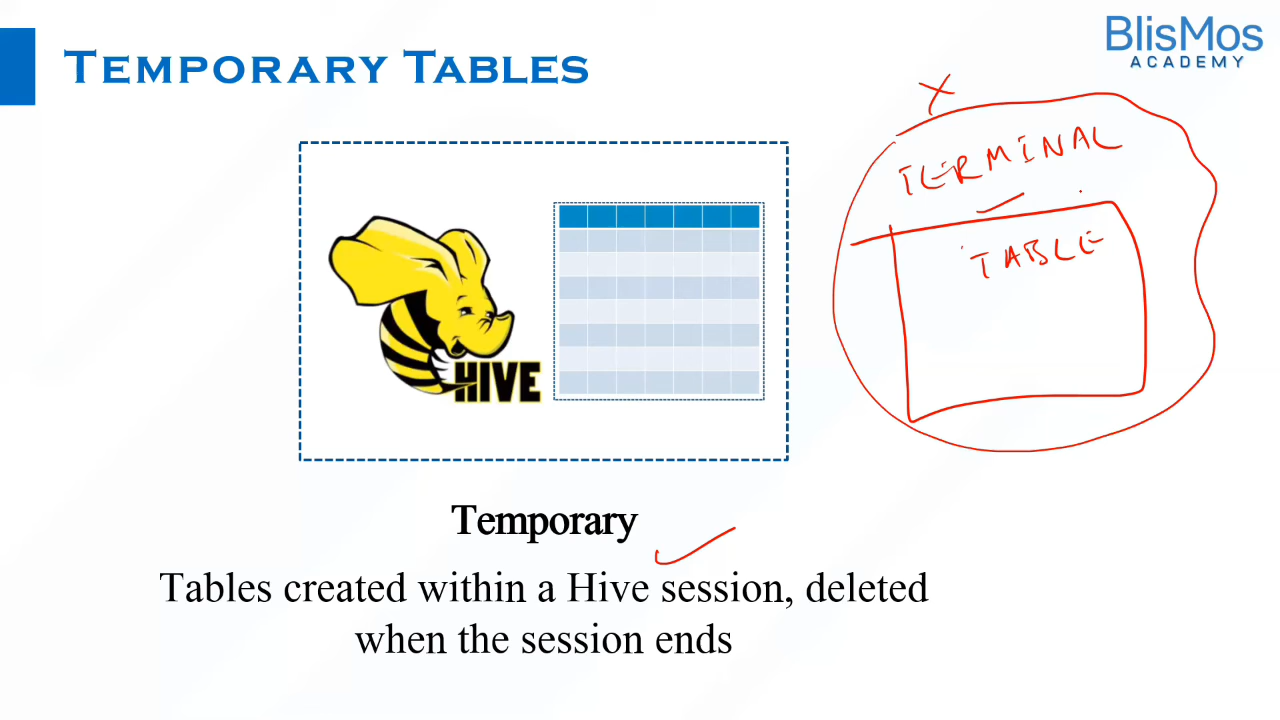 TEMPORARY TABLES
BlisMos
ACADEMY
X
TERMINAL
TABLE
HIVE
Temporary
Tables created within a Hive session, deleted
when the session ends